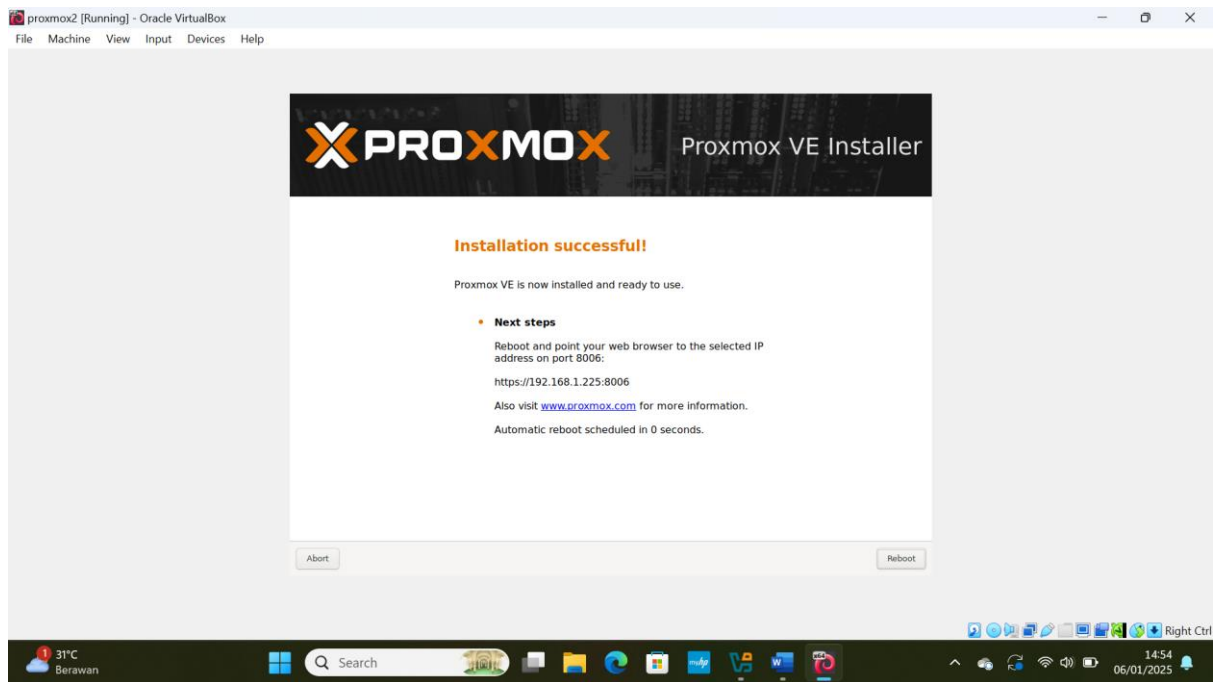 proxmox2 [Running] - Oracle VirtualBox
File Machine View Input Devices Help
PROXMOX
Proxmox VE Installer
Installation successful!
Proxmox VE is now installed and ready to use.
Next steps
Reboot and point your web browser to the selected IP
address on port 8006:
https://192.168.1.225:8006
Also visit www.proxmox.com for more information.
Automatic reboot scheduled in 0 seconds.
Abort
Reboot
Right Ctrl
1
31°C
Berawan
Search
myhp
W
x64
14:54
06/01/2025